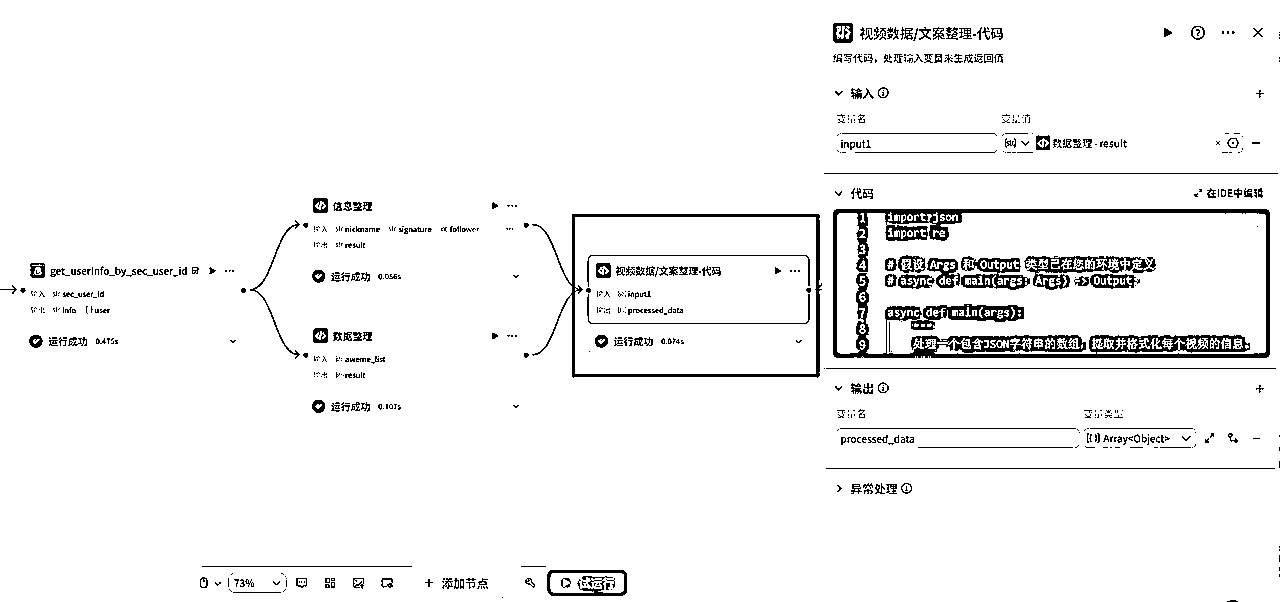 get_userinfo_by_sec_user_id
输入 sec_user_id
输出 info user
运行成功 0.475s
信息整理
输入 nickname signature follower
输出 result
运行成功 0.056s
数据整理
输入 aweme_list
输出 result
运行成功 0.107s
视频数据/文案整理-代码
输入 input1
输出 processed_data
运行成功 0.074s
73%
添加节点
试运行
视频数据/文案整理-代码
编写代码，处理输入变量来生成返回值
输入
变量名 变量值
input1 数据整理 - result
代码 在IDE中编辑
1 import json
2 import re
3
4 # 假设 Args 和 Output 类型已在您的环境中定义
5 # async def main(args: Args) -> Output:
6
7 async def main(args):
8 """
9 处理一个包含JSON字符串的数组，提取并格式化每个视频的信息。
输出
变量名 变量类型
processed_data Array<Object>
异常处理